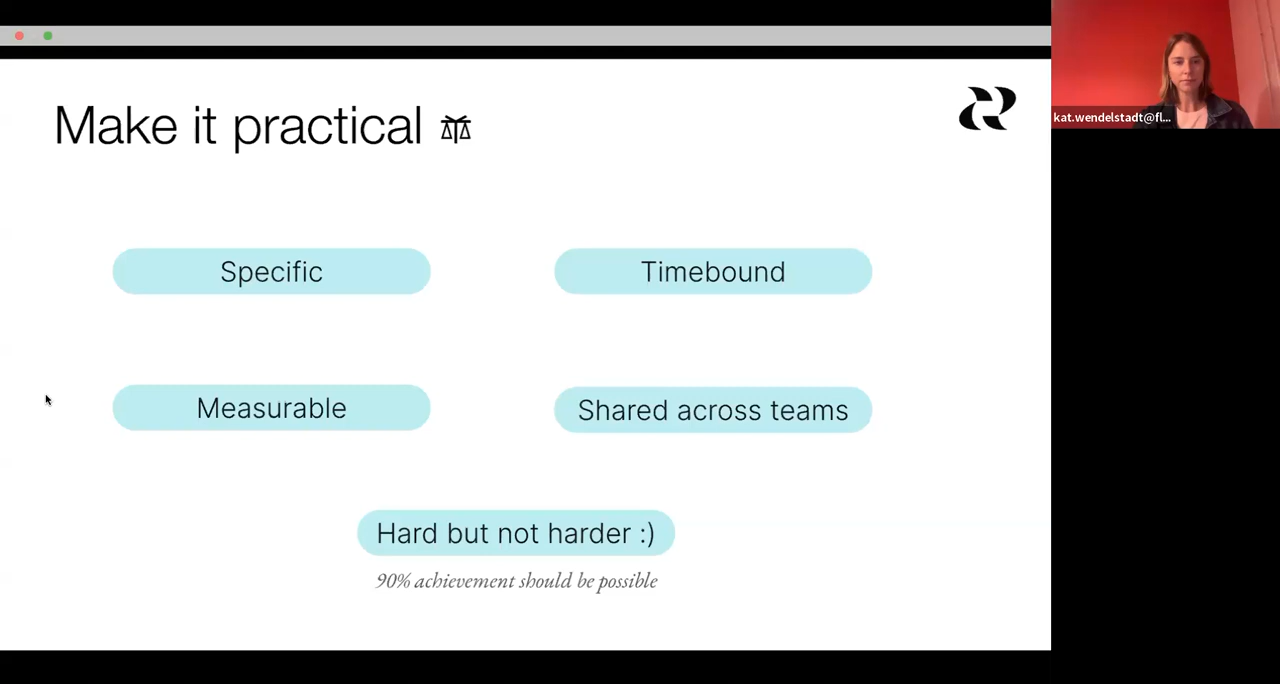 Make it practical
kat.wendelstadt@fl...
Specific
Timebound
Measurable
Shared across teams
Hard but not harder :)
90% achievement should be possible